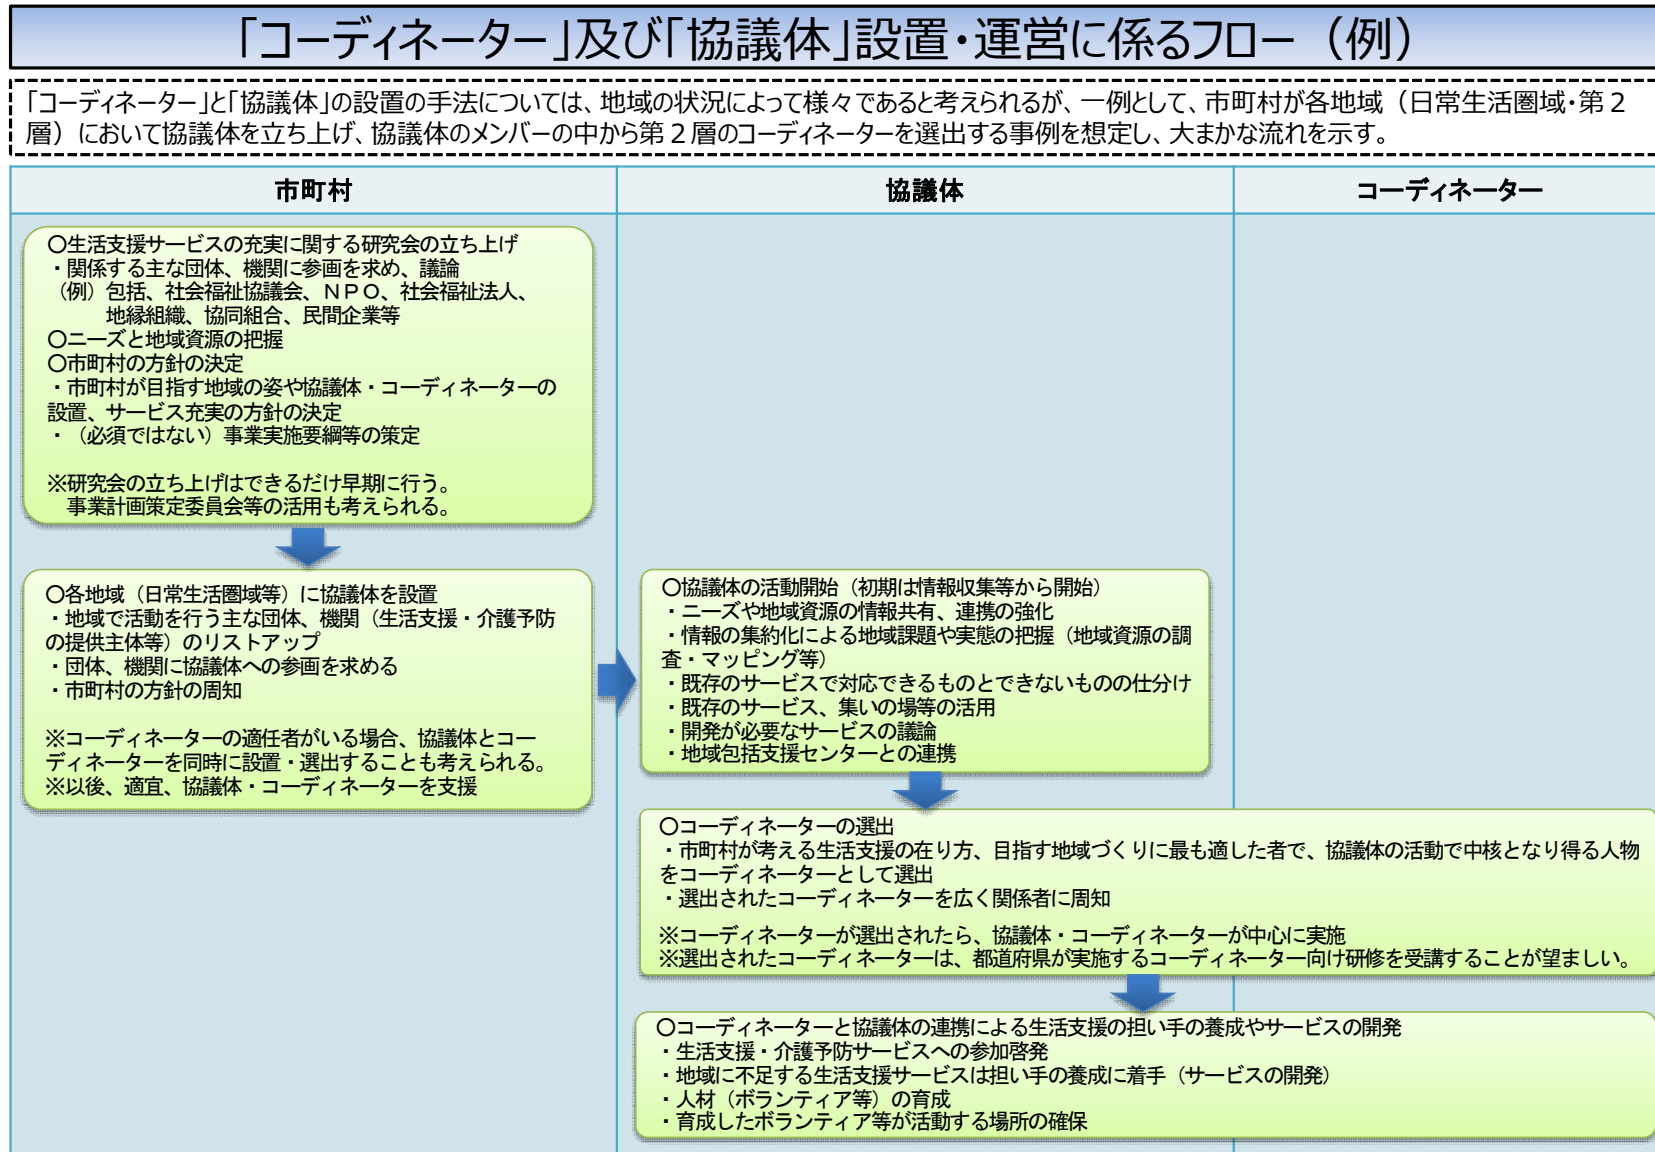 「コーディネーター」及び「協議体」設置・運営に係るフロー（例）
「コーディネーター」と「協議体」の設置の手法については、地域の状況によって様々であると考えられるが、一例として、市町村が各地域（日常生活圏域・第２
層）において協議体を立ち上げ、協議体のメンバーの中から第２層のコーディネーターを選出する事例を想定し、大まかな流れを示す。
市町村
協議体
コーディネーター
〇生活支援サービスの充実に関する研究会の立ち上げ
・関係する主な団体、機関に参画を求め、議論
（例）包括、社会福祉協議会、ＮＰＯ、社会福祉法人、
地縁組織、協同組合、民間企業等
〇ニーズと地域資源の把握
〇市町村の方針の決定
・市町村が目指す地域の姿や協議体・コーディネーターの
設置、サービス充実の方針の決定
・（必須ではない）事業実施要綱等の策定
※研究会の立ち上げはできるだけ早期に行う。
事業計画策定委員会等の活用も考えられる。
〇各地域（日常生活圏域等）に協議体を設置
・地域で活動を行う主な団体、機関（生活支援・介護予防
の提供主体等）のリストアップ
・団体、機関に協議体への参画を求める
・市町村の方針の周知
※コーディネーターの適任者がいる場合、協議体とコー
ディネーターを同時に設置・選出することも考えられる。
※以後、適宜、協議体・コーディネーターを支援
〇協議体の活動開始（初期は情報収集等から開始）
・ニーズや地域資源の情報共有、連携の強化
・情報の集約化による地域課題や実態の把握（地域資源の調
査・マッピング等）
・既存のサービスで対応できるものとできないものの仕分け
・既存のサービス、集いの場等の活用
・開発が必要なサービスの議論
・地域包括支援センターとの連携
〇コーディネーターの選出
・市町村が考える生活支援の在り方、目指す地域づくりに最も適した者で、協議体の活動で中核となり得る人物
をコーディネーターとして選出
・選出されたコーディネーターを広く関係者に周知
※コーディネーターが選出されたら、協議体・コーディネーターが中心に実施
※選出されたコーディネーターは、都道府県が実施するコーディネーター向け研修を受講することが望ましい。
〇コーディネーターと協議体の連携による生活支援の担い手の養成やサービスの開発
・生活支援・介護予防サービスへの参加啓発
・地域に不足する生活支援サービスは担い手の養成に着手（サービスの開発）
・人材（ボランティア等）の育成
・育成したボランティア等が活動する場所の確保